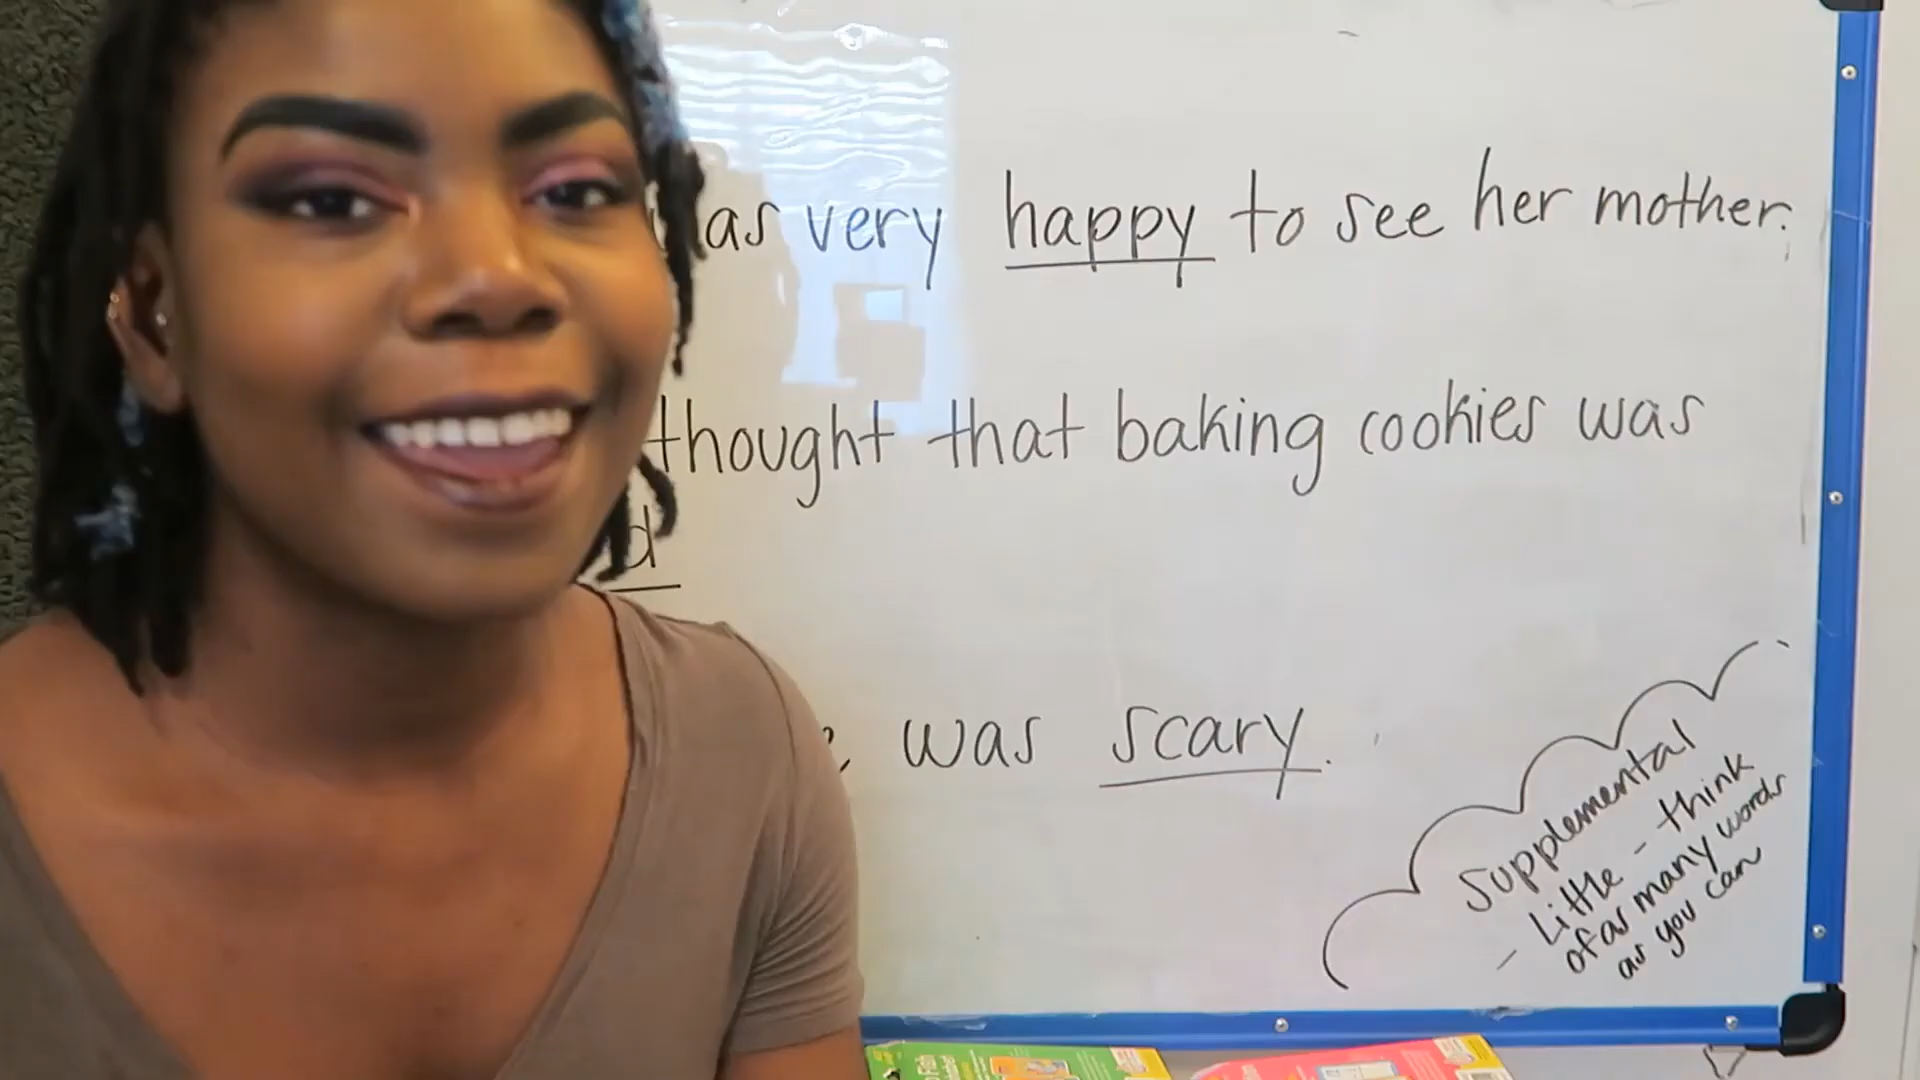 was very happy to see her mother.
thought that baking cookies was
d
was scary.
Supplemental
- Little - think
of as many words
as you can